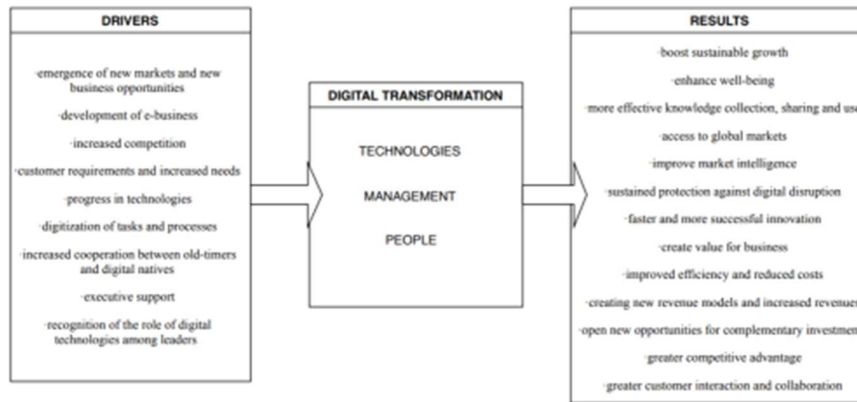 DRIVERS
·emergence of new markets and new
business opportunities
·development of e-business
·increased competition
·customer requirements and increased needs
·progress in technologies
·digitization of tasks and processes
·increased cooperation between old-timers
and digital natives
·executive support
·recognition of the role of digital
technologies among leaders
DIGITAL TRANSFORMATION
TECHNOLOGIES
MANAGEMENT
PEOPLE
RESULTS
·boost sustainable growth
·enhance well-being
·more effective knowledge collection, sharing and use
·access to global markets
·improve market intelligence
·sustained protection against digital disruption
·faster and more successful innovation
·create value for business
·improved efficiency and reduced costs
·creating new revenue models and increased revenues
·open new opportunities for complementary investmen
·greater competitive advantage
·greater customer interaction and collaboration